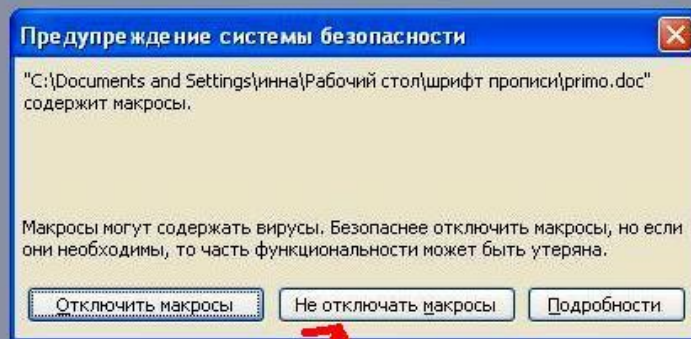 Предупреждение системы безопасности
"C:\Documents and Settings\инна\Рабочий стол\шрифт прописи\primo.doc"
содержит макросы.
Макросы могут содержать вирусы. Безопаснее отключить макросы, но если
они необходимы, то часть функциональности может быть утеряна.
Отключить макросы Не отключать макросы Подробности